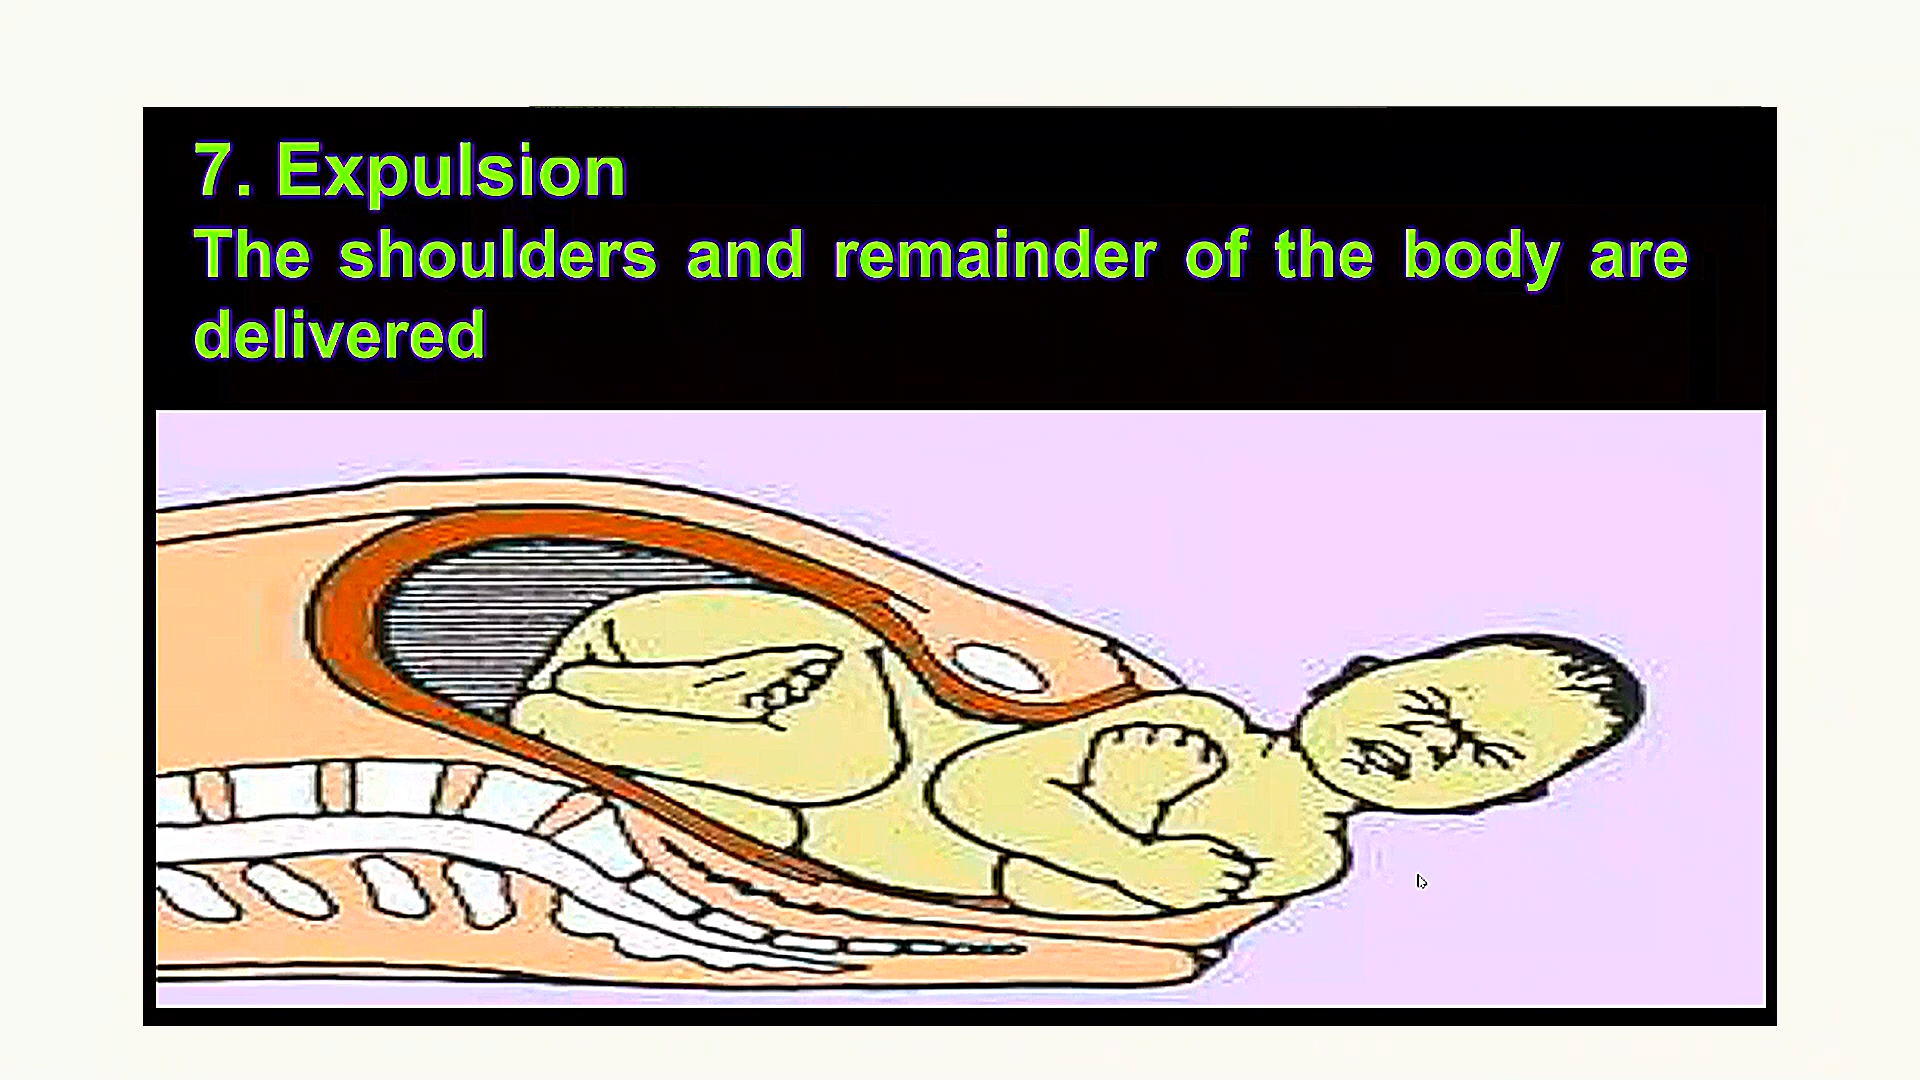 7. Expulsion
The shoulders and remainder of the body are
delivered